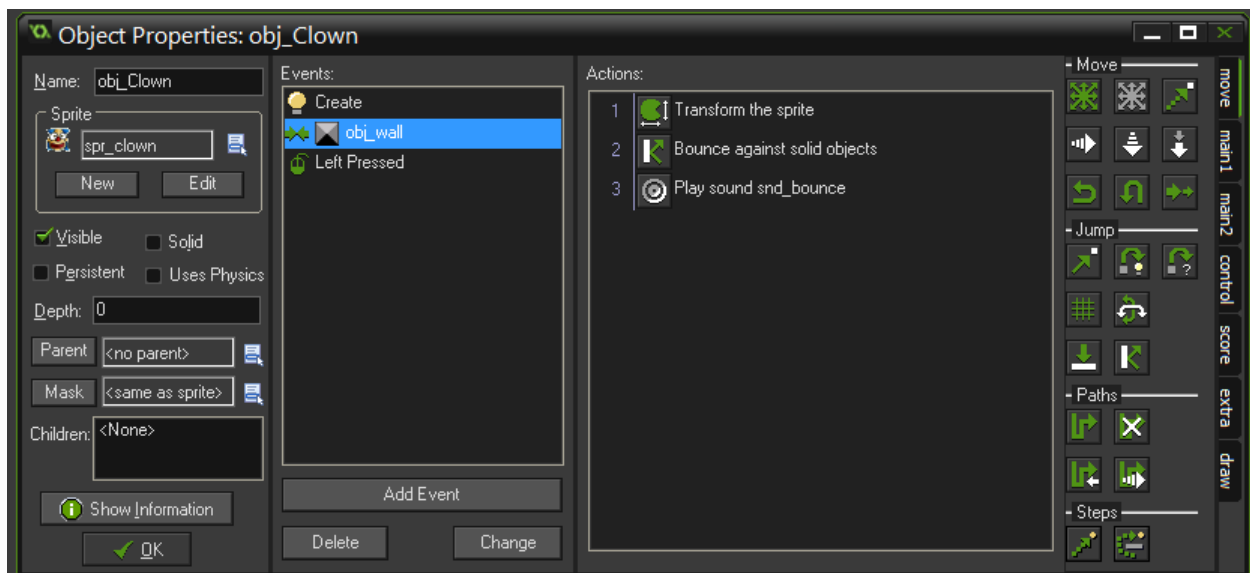 Object Properties: obj_Clown
Name: obj_Clown
Sprite
spr_clown
New Edit
Visible Solid
Persistent Uses Physics
Depth: 0
Parent <no parent>
Mask <same as sprite>
Children: <None>
Show Information
OK
Events:
Create
obj_wall
Left Pressed
Add Event
Delete Change
Actions:
1 Transform the sprite
2 Bounce against solid objects
3 Play sound snd_bounce
Move
Jump
Paths
Steps
move
main1
main2
control
score
extra
draw